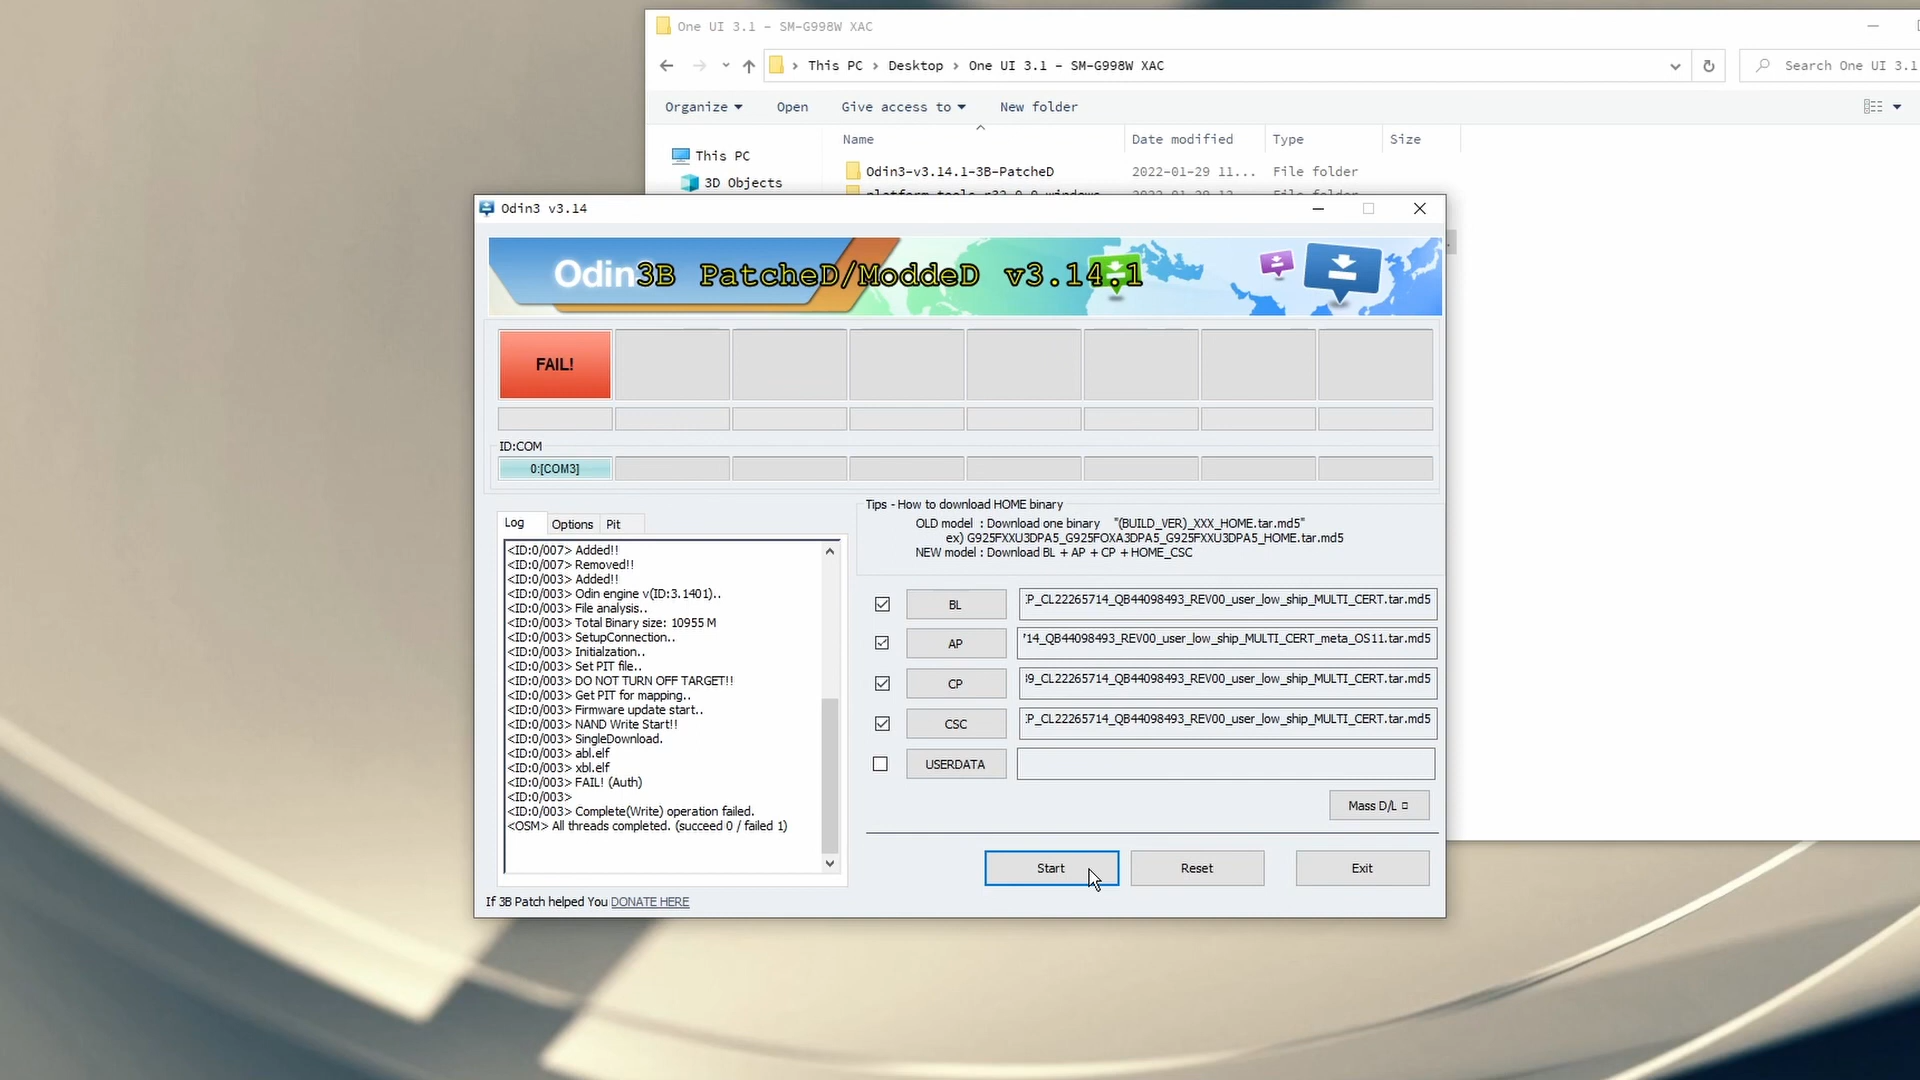 One UI 3.1 - SM-G998W XAC
This PC > Desktop > One UI 3.1 - SM-G998W XAC
Search One UI 3.1
Organize
Open
Give access to
New folder
Name
Date modified
Type
Size
This PC
3D Objects
Odin3-v3.14.1-3B-PatcheD
2022-01-29 11...
File folder
Odin3 v3.14
Odin3B PatcheD/ModdeD v3.14.1
FAIL!
ID:COM
0:[COM3]
Log
Options
Pit
<ID:0/007> Added!!
<ID:0/007> Removed!!
<ID:0/003> Added!!
<ID:0/003> Odin engine v(ID:3.1401)..
<ID:0/003> File analysis..
<ID:0/003> Total Binary size: 10955 M
<ID:0/003> SetupConnection..
<ID:0/003> Initialzation..
<ID:0/003> Set PIT file..
<ID:0/003> DO NOT TURN OFF TARGET!!
<ID:0/003> Get PIT for mapping..
<ID:0/003> Firmware update start..
<ID:0/003> NAND Write Start!!
<ID:0/003> SingleDownload.
<ID:0/003> abl.elf
<ID:0/003> xbl.elf
<ID:0/003> FAIL! (Auth)
<ID:0/003>
<ID:0/003> Complete(Write) operation failed.
<OSM> All threads completed. (succeed 0 / failed 1)
Tips - How to download HOME binary
OLD model : Download one binary "(BUILD_VER)_XXX_HOME.tar.md5"
ex) G925FXXU3DPA5_G925FOXA3DPA5_G925FXXU3DPA5_HOME.tar.md5
NEW model : Download BL + AP + CP + HOME_CSC
BL
P_CL22265714_QB44098493_REV00_user_low_ship_MULTI_CERT.tar.md5
AP
14_QB44098493_REV00_user_low_ship_MULTI_CERT_meta_OS11.tar.md5
CP
9_CL22265714_QB44098493_REV00_user_low_ship_MULTI_CERT.tar.md5
CSC
P_CL22265714_QB44098493_REV00_user_low_ship_MULTI_CERT.tar.md5
USERDATA
Mass D/L
Start
Reset
Exit
If 3B Patch helped You DONATE HERE